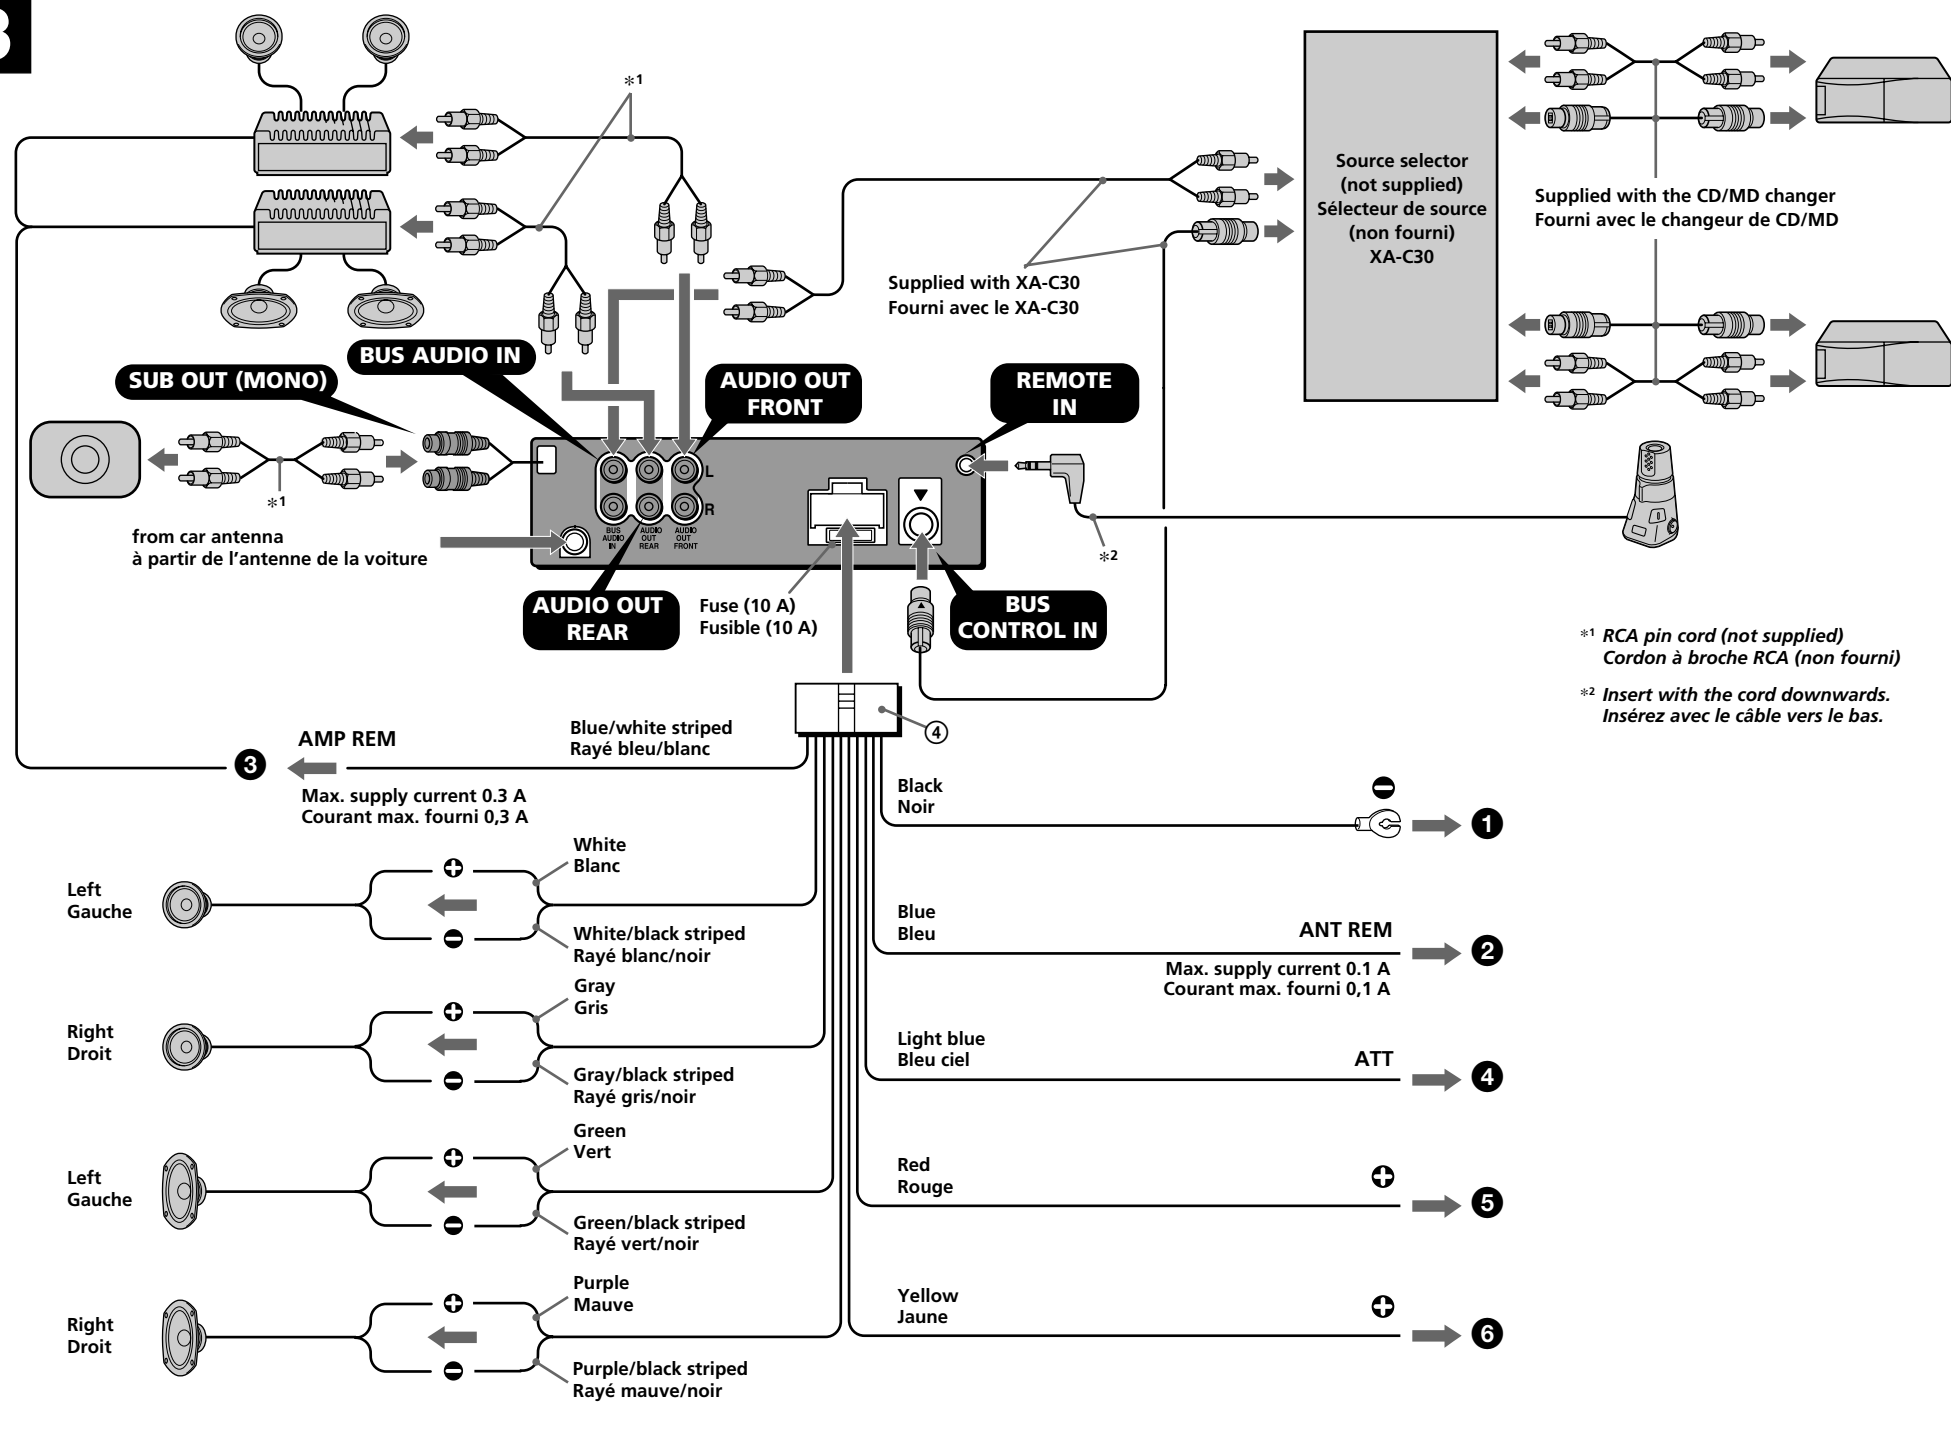 3
*1
Source selector
(not supplied)
Sélecteur de source
(non fourni)
XA-C30
Supplied with the CD/MD changer
Fourni avec le changeur de CD/MD
Supplied with XA-C30
Fourni avec le XA-C30
BUS AUDIO IN
SUB OUT (MONO)
AUDIO OUT
FRONT
REMOTE
IN
L
R
*1
BUS
AUDIO
IN
AUDIO
OUT
REAR
AUDIO
OUT
FRONT
from car antenna
à partir de l'antenne de la voiture
*2
AUDIO OUT
REAR
Fuse (10 A)
Fusible (10 A)
BUS
CONTROL IN
*1 RCA pin cord (not supplied)
Cordon à broche RCA (non fourni)
*2 Insert with the cord downwards.
Insérez avec le câble vers le bas.
④
AMP REM
Blue/white striped
Rayé bleu/blanc
❸
Max. supply current 0.3 A
Courant max. fourni 0,3 A
Black
Noir
❶
White
Blanc
Left
Gauche
White/black striped
Rayé blanc/noir
Blue
Bleu
ANT REM
❷
Max. supply current 0.1 A
Courant max. fourni 0,1 A
Gray
Gris
Right
Droit
Gray/black striped
Rayé gris/noir
Light blue
Bleu ciel
ATT
❹
Green
Vert
Left
Gauche
Green/black striped
Rayé vert/noir
Red
Rouge
❺
Purple
Mauve
Right
Droit
Purple/black striped
Rayé mauve/noir
Yellow
Jaune
❻